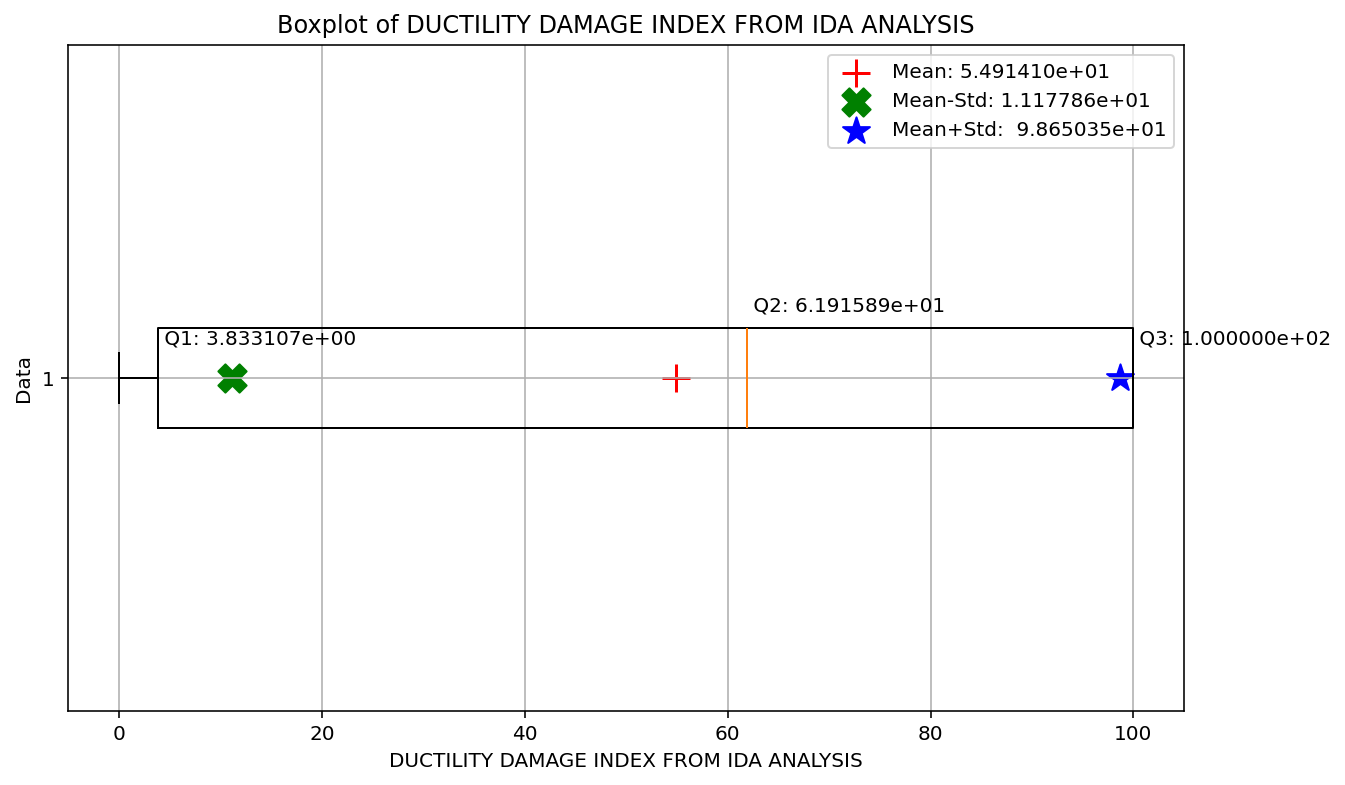 Boxplot of DUCTILITY DAMAGE INDEX FROM IDA ANALYSIS
Mean: 5.491410e+01
Mean-Std: 1.117786e+01
Mean+Std:  9.865035e+01
Q2: 6.191589e+01
Q1: 3.833107e+00
Q3: 1.000000e+02
Data
1
0 20 40 60 80 100
DUCTILITY DAMAGE INDEX FROM IDA ANALYSIS